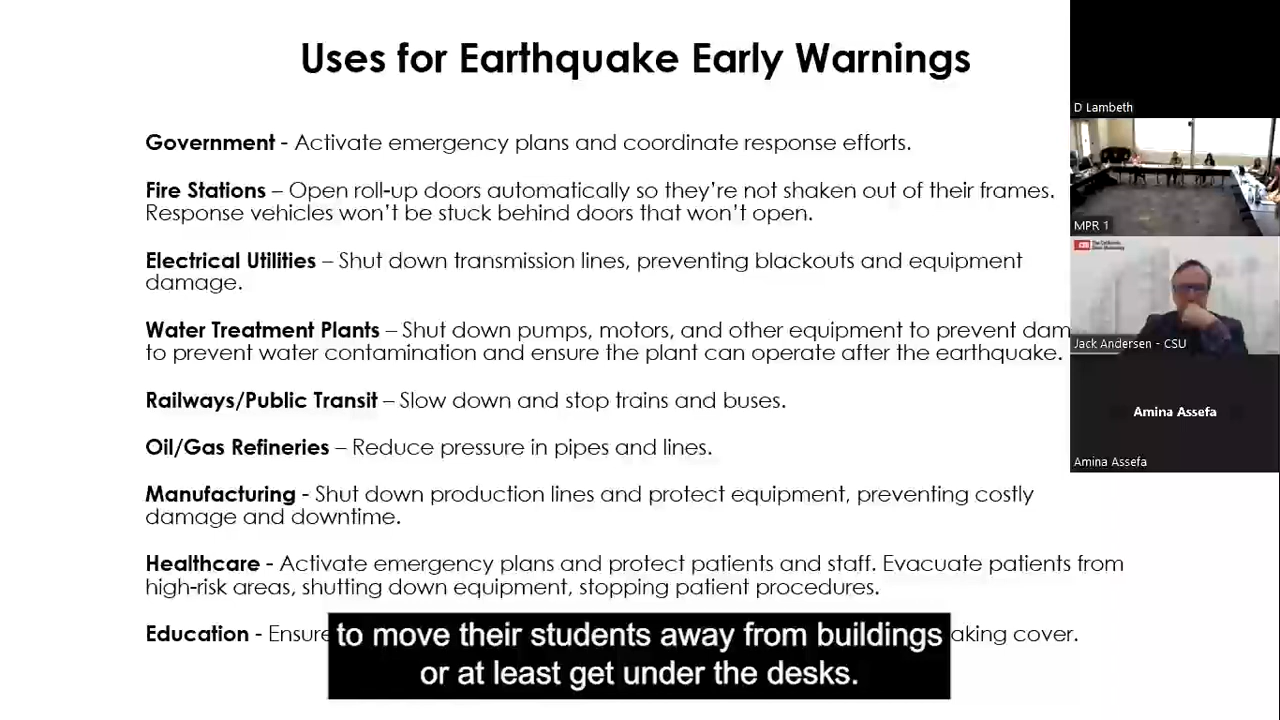 Uses for Earthquake Early Warnings
Government - Activate emergency plans and coordinate response efforts.
Fire Stations – Open roll-up doors automatically so they're not shaken out of their frames.
Response vehicles won't be stuck behind doors that won't open.
Electrical Utilities – Shut down transmission lines, preventing blackouts and equipment
damage.
Water Treatment Plants – Shut down pumps, motors, and other equipment to prevent dam
to prevent water contamination and ensure the plant can operate after the earthquake.
Railways/Public Transit – Slow down and stop trains and buses.
Oil/Gas Refineries – Reduce pressure in pipes and lines.
Manufacturing - Shut down production lines and protect equipment, preventing costly
damage and downtime.
Healthcare - Activate emergency plans and protect patients and staff. Evacuate patients from
high-risk areas, shutting down equipment, stopping patient procedures.
Education - Ensure aking cover.
to move their students away from buildings
or at least get under the desks.
D Lambeth
MPR 1
CSU
Jack Andersen - CSU
Amina Assefa
Amina Assefa